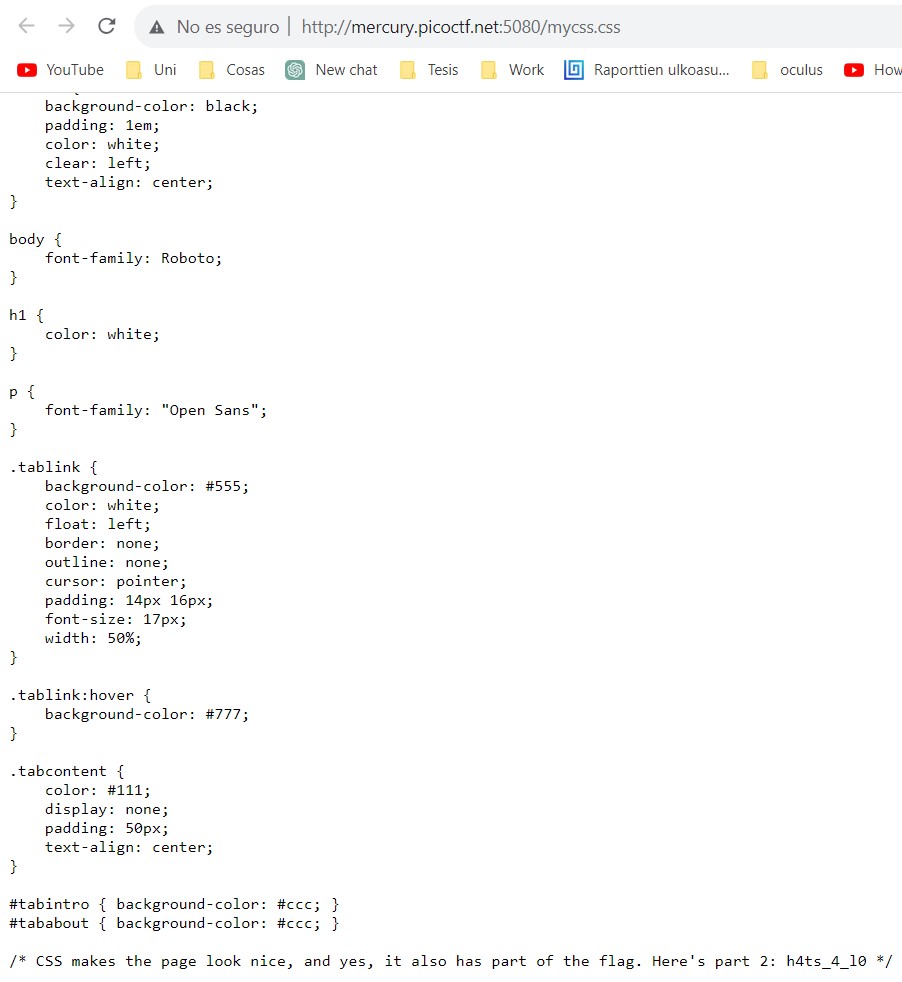 No es seguro | http://mercury.picoctf.net:5080/mycss.css
YouTube Uni Cosas New chat Tesis Work Raporttien ulkoasu... oculus How
    background-color: black;
    padding: 1em;
    color: white;
    clear: left;
    text-align: center;
}

body {
    font-family: Roboto;
}

h1 {
    color: white;
}

p {
    font-family: "Open Sans";
}

.tablink {
    background-color: #555;
    color: white;
    float: left;
    border: none;
    outline: none;
    cursor: pointer;
    padding: 14px 16px;
    font-size: 17px;
    width: 50%;
}

.tablink:hover {
    background-color: #777;
}

.tabcontent {
    color: #111;
    display: none;
    padding: 50px;
    text-align: center;
}

#tabintro { background-color: #ccc; }
#tababout { background-color: #ccc; }

/* CSS makes the page look nice, and yes, it also has part of the flag. Here's part 2: h4ts_4_l0 */